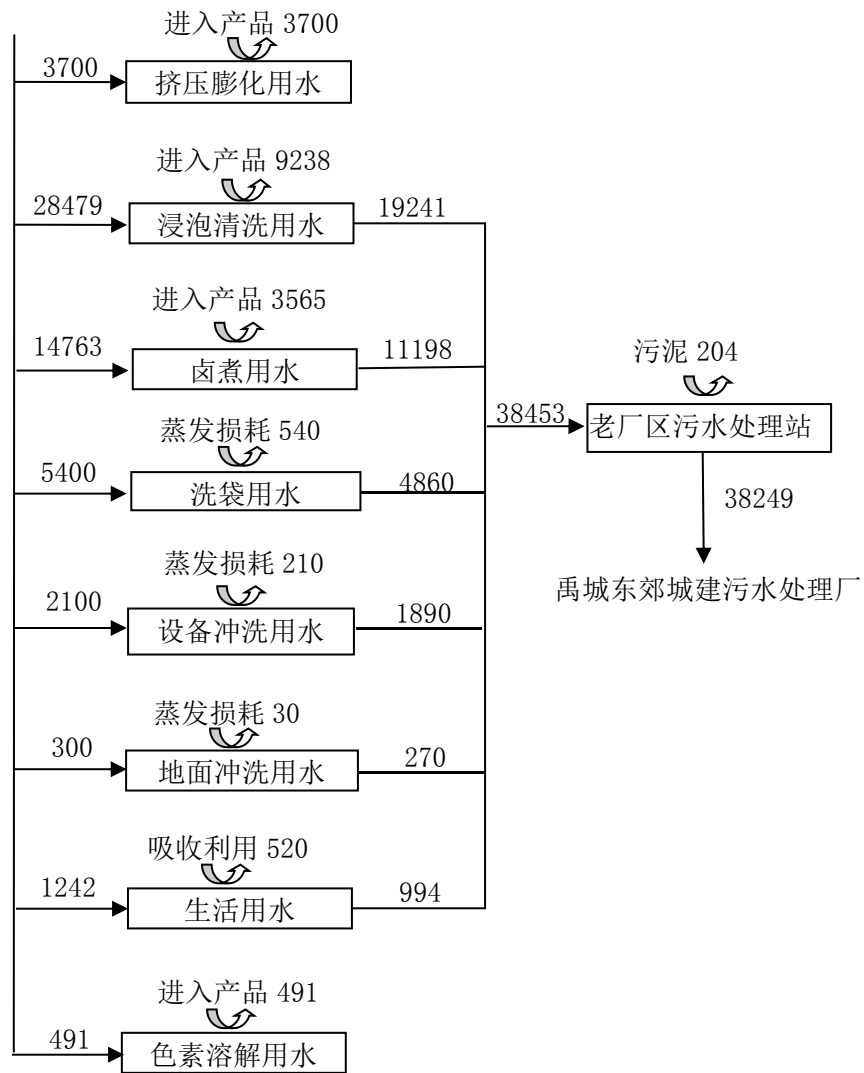 进入产品 3700
3700
挤压膨化用水
进入产品 9238
28479
浸泡清洗用水
19241
进入产品 3565
14763
卤煮用水
11198
污泥 204
38453
老厂区污水处理站
蒸发损耗 540
5400
洗袋用水
4860
38249
蒸发损耗 210
禹城东郊城建污水处理厂
2100
设备冲洗用水
1890
蒸发损耗 30
300
地面冲洗用水
270
吸收利用 520
1242
生活用水
994
进入产品 491
491
色素溶解用水